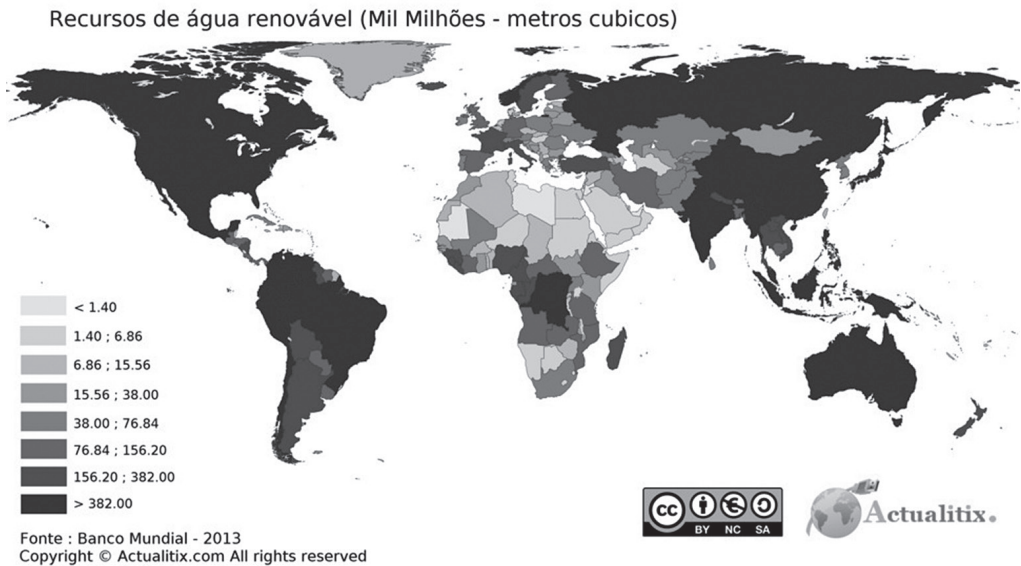 Recursos de água renovável (Mil Milhões - metros cubicos)
< 1.40
1.40 ; 6.86
6.86 ; 15.56
15.56 ; 38.00
38.00 ; 76.84
76.84 ; 156.20
156.20 ; 382.00
> 382.00
cc
BY NC SA
Actualitix.
Fonte : Banco Mundial - 2013
Copyright © Actualitix.com All rights reserved